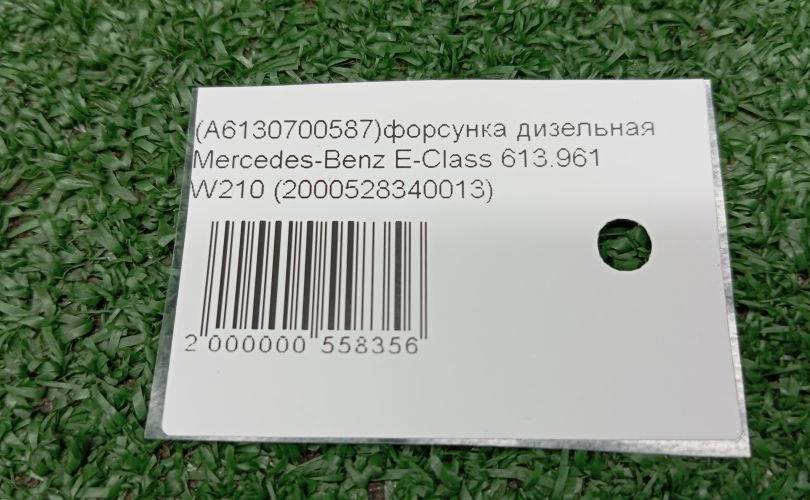 (A6130700587)форсунка дизельная
Mercedes-Benz E-Class 613.961
W210 (2000528340013)
2 000000 558356